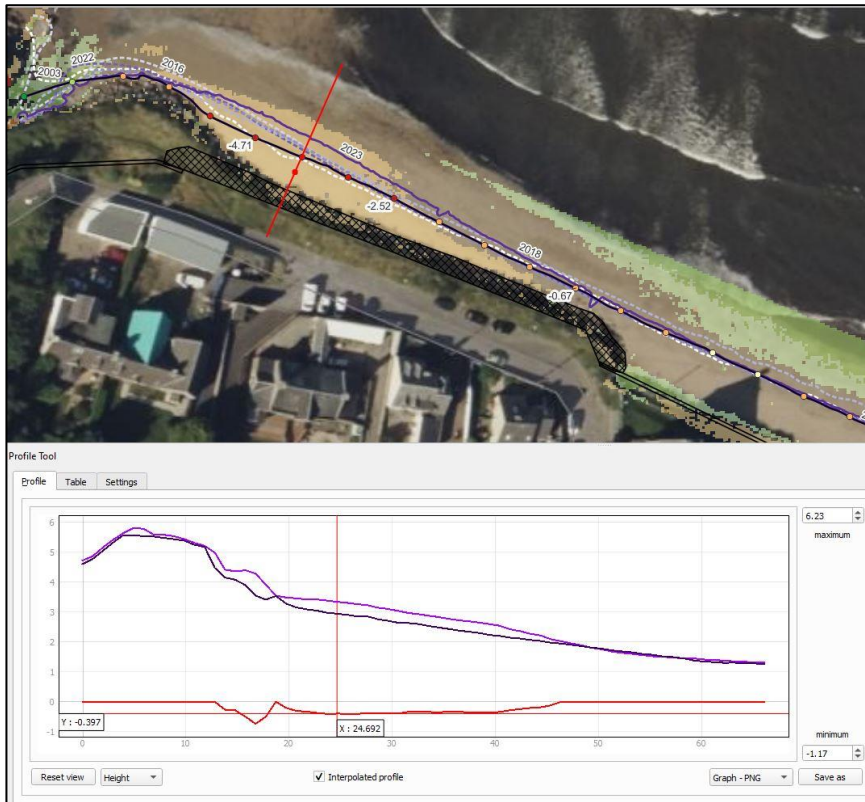 2022
2003
2016
-4.71
2023
-2.52
2018
-0.67
Profile Tool
Profile Table Settings
6.23
maximum
6
5
4
3
2
1
0
-1
Y : -0.397
X : 24.692
0 10 20 30 40 50 60
minimum
-1.17
Reset view Height Interpolated profile Graph - PNG Save as